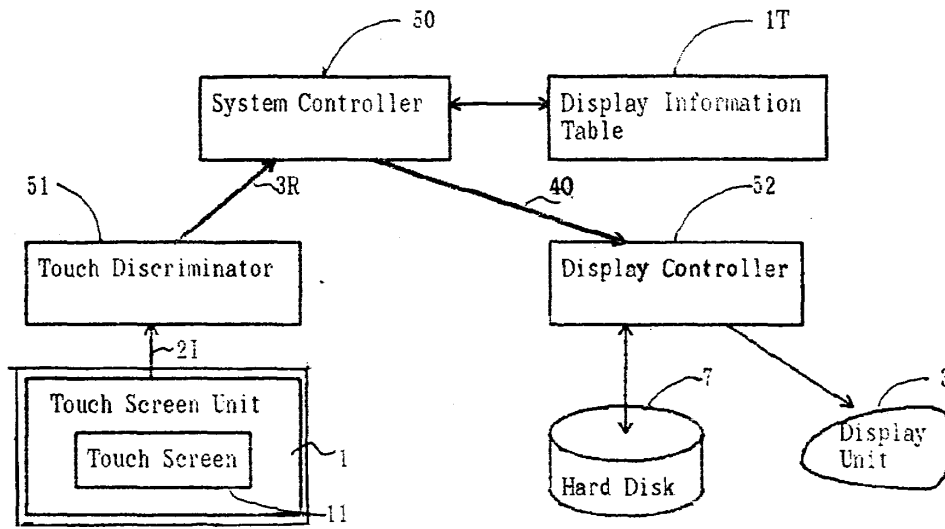 50
1T
System Controller
Display Information
Table
3R
4Q
51
52
Touch Discriminator
Display Controller
2I
7
3
Touch Screen Unit
Touch Screen
1
11
Hard Disk
Display
Unit